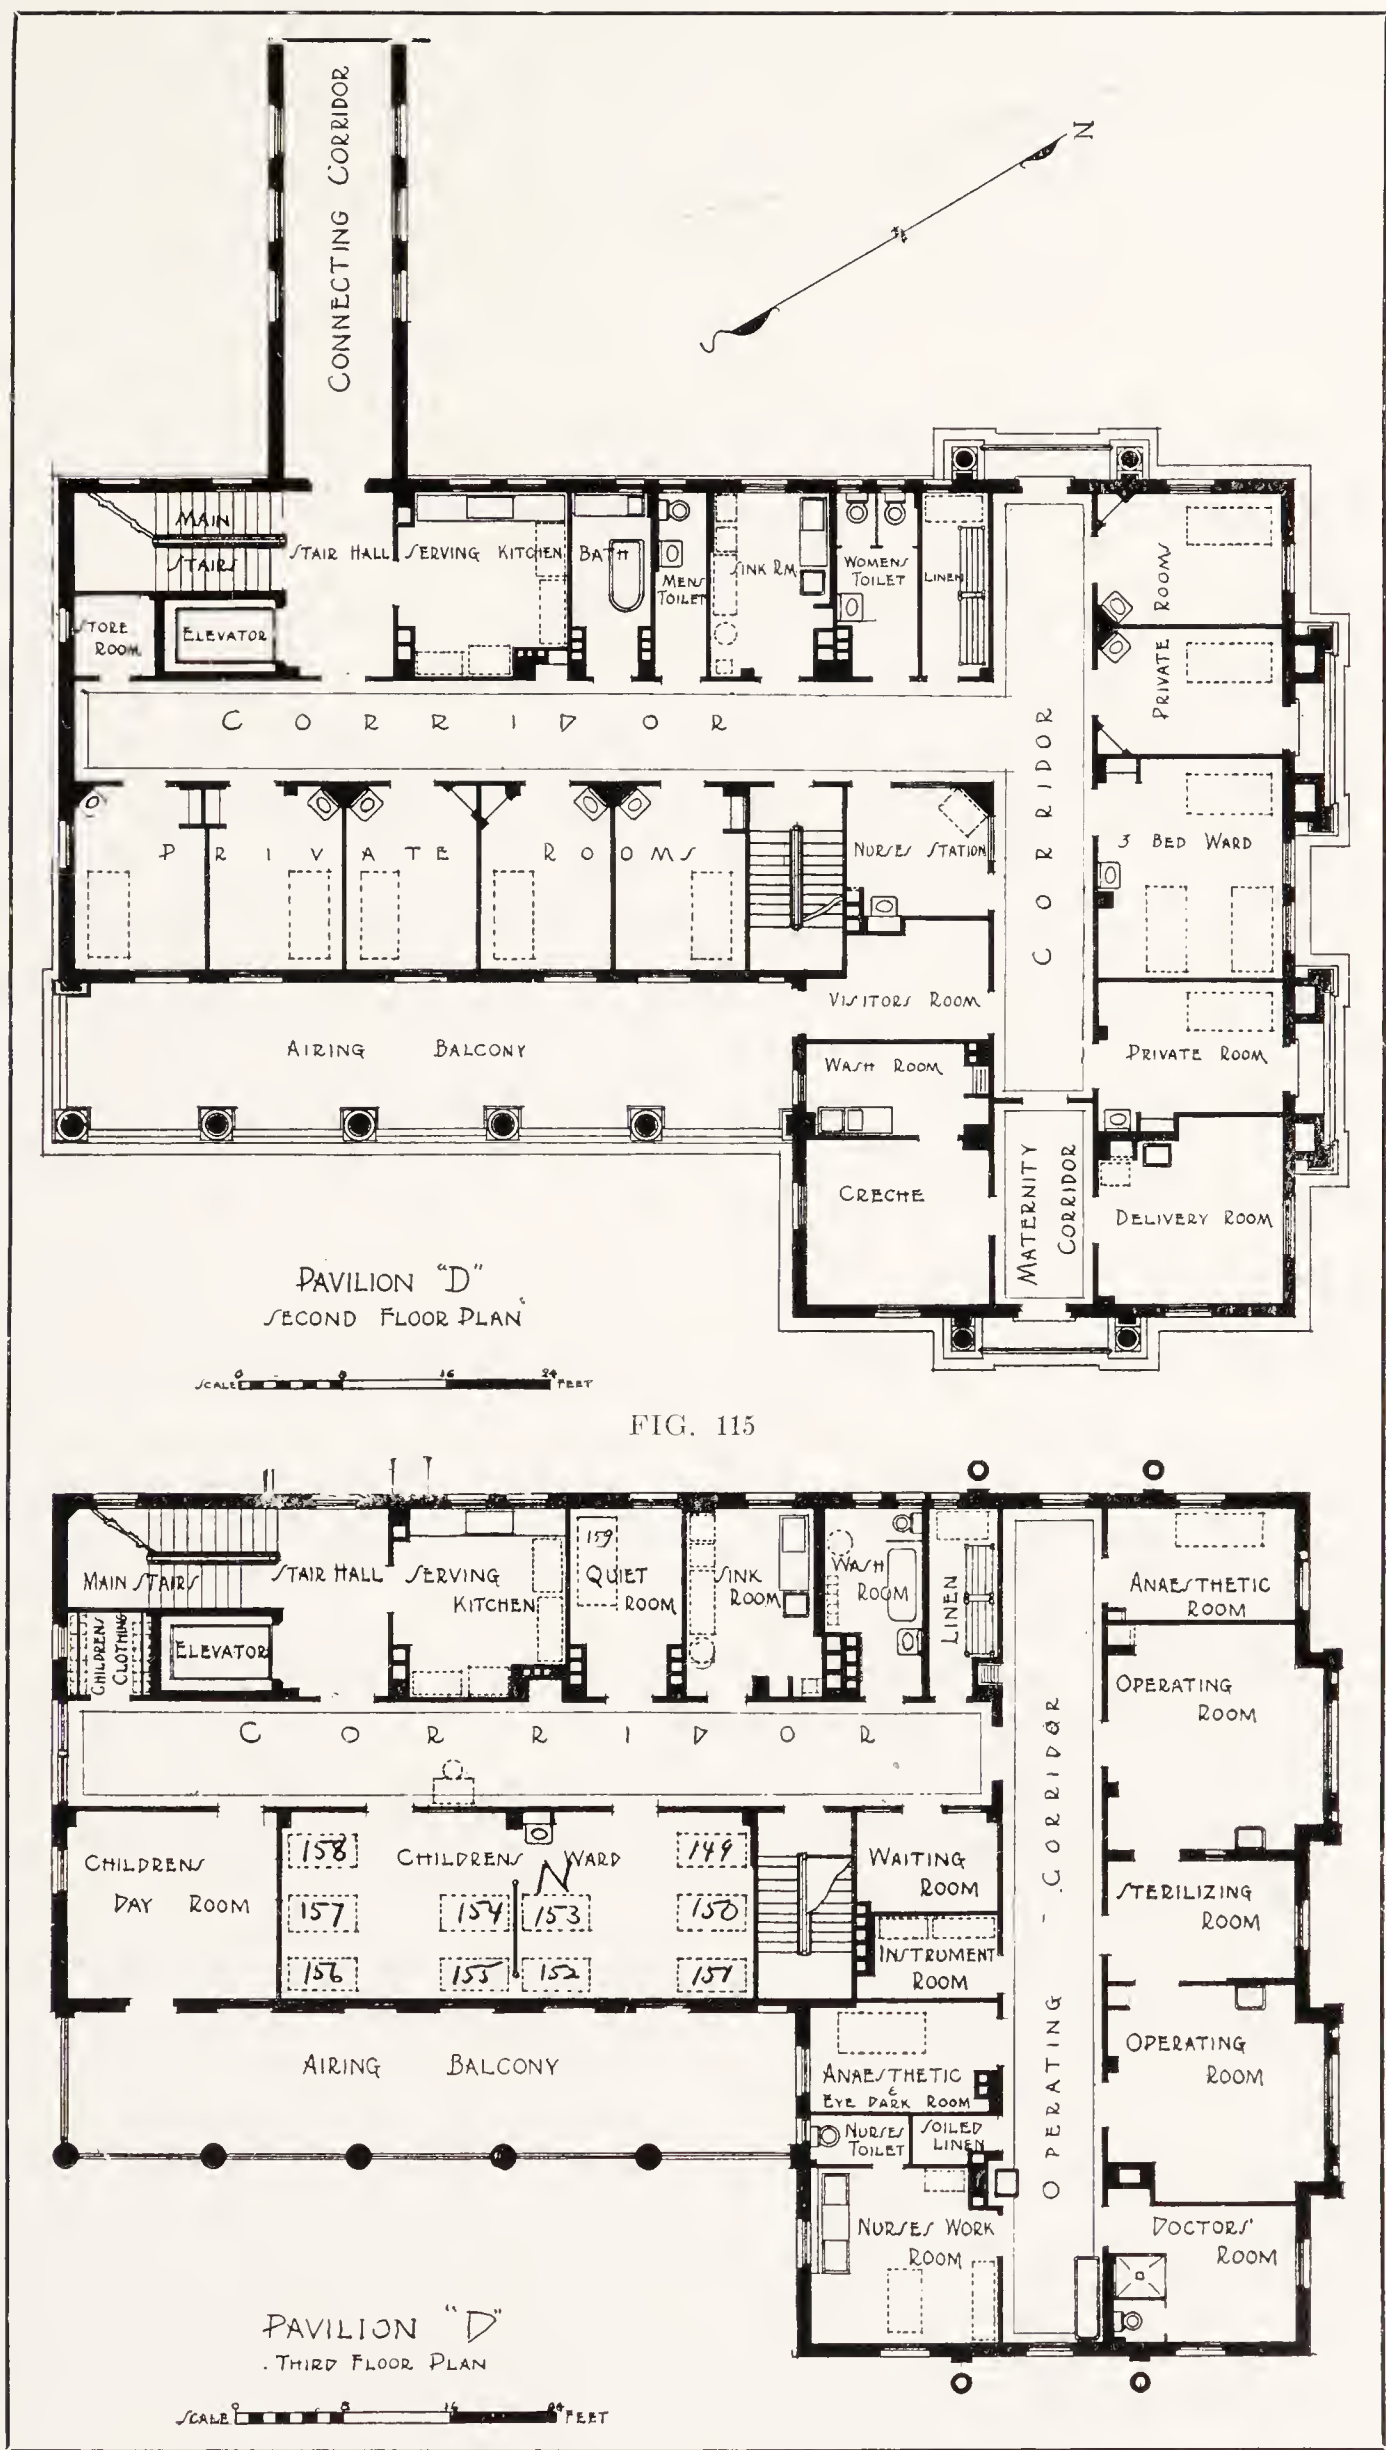 CONNECTING CORRIDOR
N
MAIN
STAIRS
STAIR HALL
SERVING KITCHEN
BATH
MENS
TOILET
SINK RM.
WOMENS
TOILET
LINEN
PRIVATE ROOMS
STORE
ROOM
ELEVATOR
CORRIDOR
CORRIDOR
PRIVATE ROOMS
NURSES STATION
3 BED WARD
VISITORS ROOM
AIRING BALCONY
WASH ROOM
PRIVATE ROOM
CRECHE
MATERNITY
CORRIDOR
DELIVERY ROOM
PAVILION "D"
SECOND FLOOR PLAN
SCALE 0 8 16 24 FEET
FIG. 115
MAIN STAIRS
STAIR HALL
SERVING
KITCHEN
159
QUIET
ROOM
SINK
ROOM
WASH
ROOM
LINEN
ANAESTHETIC
ROOM
CHILDRENS
CLOTHING
ELEVATOR
OPERATING
ROOM
CORRIDOR
OPERATING - CORRIDOR
CHILDRENS
DAY ROOM
158
CHILDRENS WARD
149
N
157
154
153
150
156
155
152
151
WAITING
ROOM
STERILIZING
ROOM
INSTRUMENT
ROOM
AIRING BALCONY
ANAESTHETIC
&
EYE DARK ROOM
OPERATING
ROOM
NURSES
TOILET
SOILED
LINEN
NURSES WORK
ROOM
DOCTORS'
ROOM
PAVILION "D"
THIRD FLOOR PLAN
SCALE 0 8 16 24 FEET